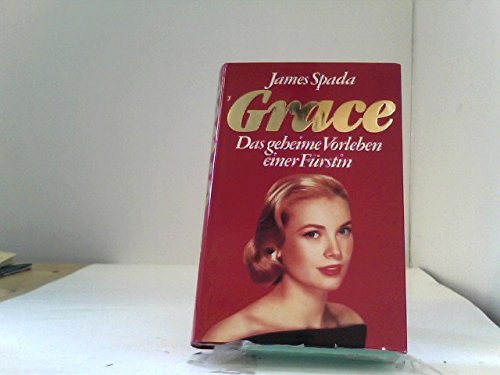 James Spada
Grace
Das geheime Vorleben
einer Fürstin